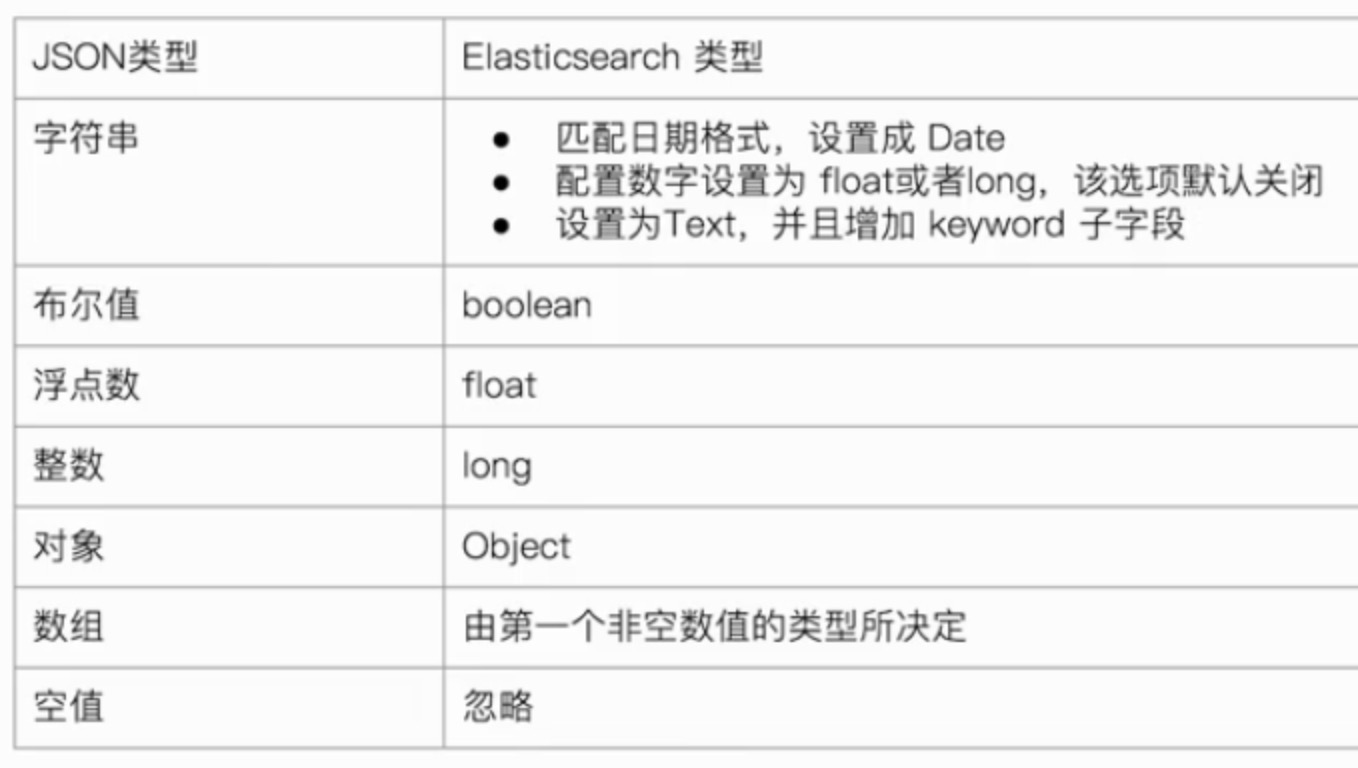 JSON类型
Elasticsearch 类型
字符串
● 匹配日期格式，设置成 Date
● 配置数字设置为 float或者long，该选项默认关闭
● 设置为Text，并且增加 keyword 子字段
布尔值
boolean
浮点数
float
整数
long
对象
Object
数组
由第一个非空数值的类型所决定
空值
忽略